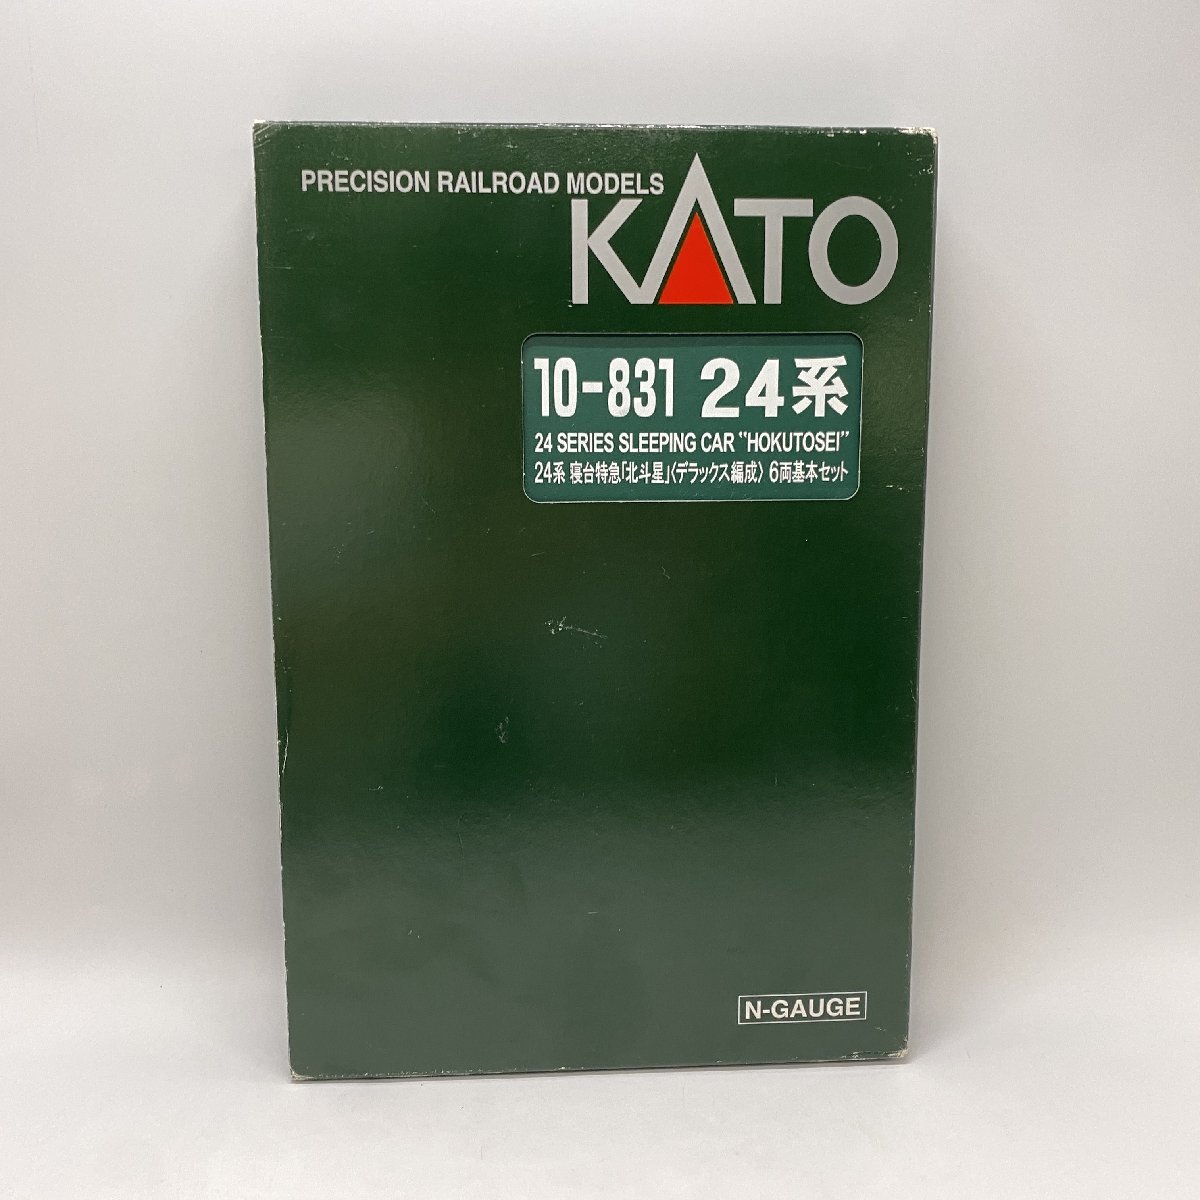 PRECISION RAILROAD MODELS
KATO
10-831 24系
24 SERIES SLEEPING CAR "HOKUTOSEI"
24系 寝台特急「北斗星」〈デラックス編成〉 6両基本セット
N-GAUGE